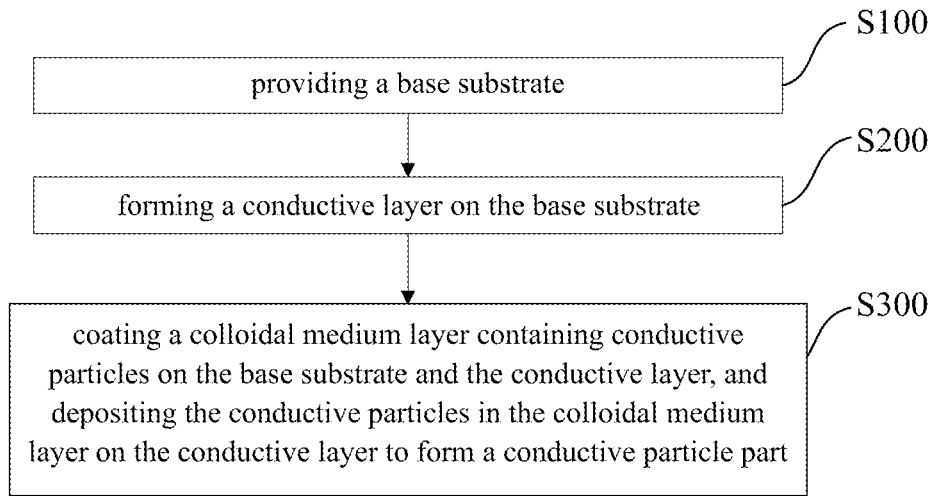 S100
providing a base substrate
S200
forming a conductive layer on the base substrate
S300
coating a colloidal medium layer containing conductive
particles on the base substrate and the conductive layer, and
depositing the conductive particles in the colloidal medium
layer on the conductive layer to form a conductive particle part